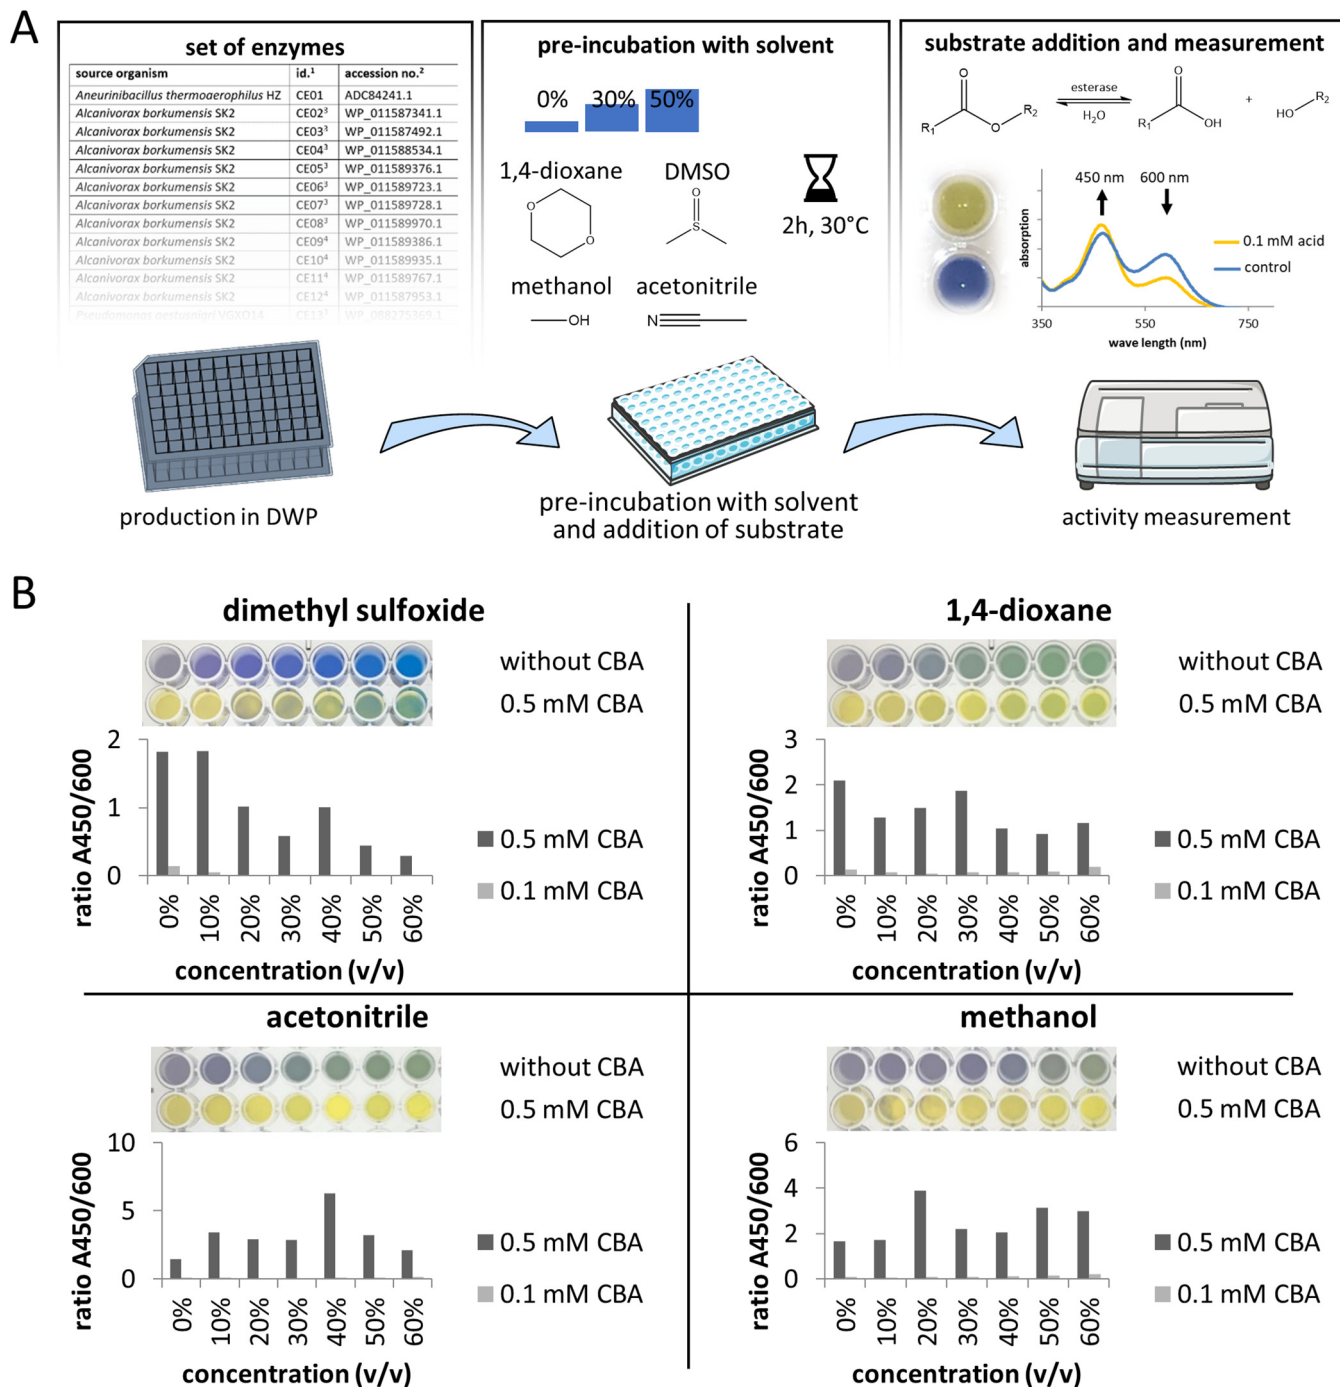 A
set of enzymes
source organism id.1 accession no.2
Aneurinibacillus thermoaerophilus HZ CE01 ADC84241.1
Alcanivorax borkumensis SK2 CE023 WP_011587341.1
Alcanivorax borkumensis SK2 CE033 WP_011587492.1
Alcanivorax borkumensis SK2 CE043 WP_011588534.1
Alcanivorax borkumensis SK2 CE053 WP_011589376.1
Alcanivorax borkumensis SK2 CE063 WP_011589723.1
Alcanivorax borkumensis SK2 CE073 WP_011589728.1
Alcanivorax borkumensis SK2 CE083 WP_011589970.1
Alcanivorax borkumensis SK2 CE094 WP_011589386.1
Alcanivorax borkumensis SK2 CE104 WP_011589935.1
Alcanivorax borkumensis SK2 CE114 WP_011589767.1
Alcanivorax borkumensis SK2 CE124 WP_011587953.1
Pseudomonas aestusnigri VGXO14 CE13 WP_088275369.1
production in DWP
pre-incubation with solvent
0% 30% 50%
1,4-dioxane DMSO
O O
O S
2h, 30°C
methanol acetonitrile
OH N
pre-incubation with solvent
and addition of substrate
substrate addition and measurement
O O
esterase
R1 O R2 H2O R1 OH + HO R2
450 nm 600 nm
absorption
0.1 mM acid
control
350 550 750
wave length (nm)
activity measurement
B
dimethyl sulfoxide
without CBA
0.5 mM CBA
ratio A450/600
2
1
0
0% 10% 20% 30% 40% 50% 60%
concentration (v/v)
0.5 mM CBA
0.1 mM CBA
1,4-dioxane
without CBA
0.5 mM CBA
ratio A450/600
3
2
1
0
0% 10% 20% 30% 40% 50% 60%
concentration (v/v)
0.5 mM CBA
0.1 mM CBA
acetonitrile
without CBA
0.5 mM CBA
ratio A450/600
10
5
0
0% 10% 20% 30% 40% 50% 60%
concentration (v/v)
0.5 mM CBA
0.1 mM CBA
methanol
without CBA
0.5 mM CBA
ratio A450/600
6
4
2
0
0% 10% 20% 30% 40% 50% 60%
concentration (v/v)
0.5 mM CBA
0.1 mM CBA